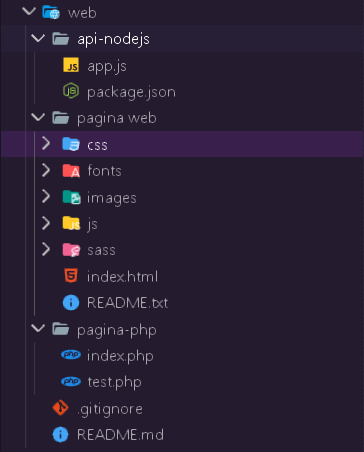 web
api-nodejs
app.js
package.json
pagina web
css
fonts
images
js
sass
index.html
README.txt
pagina-php
index.php
test.php
.gitignore
README.md